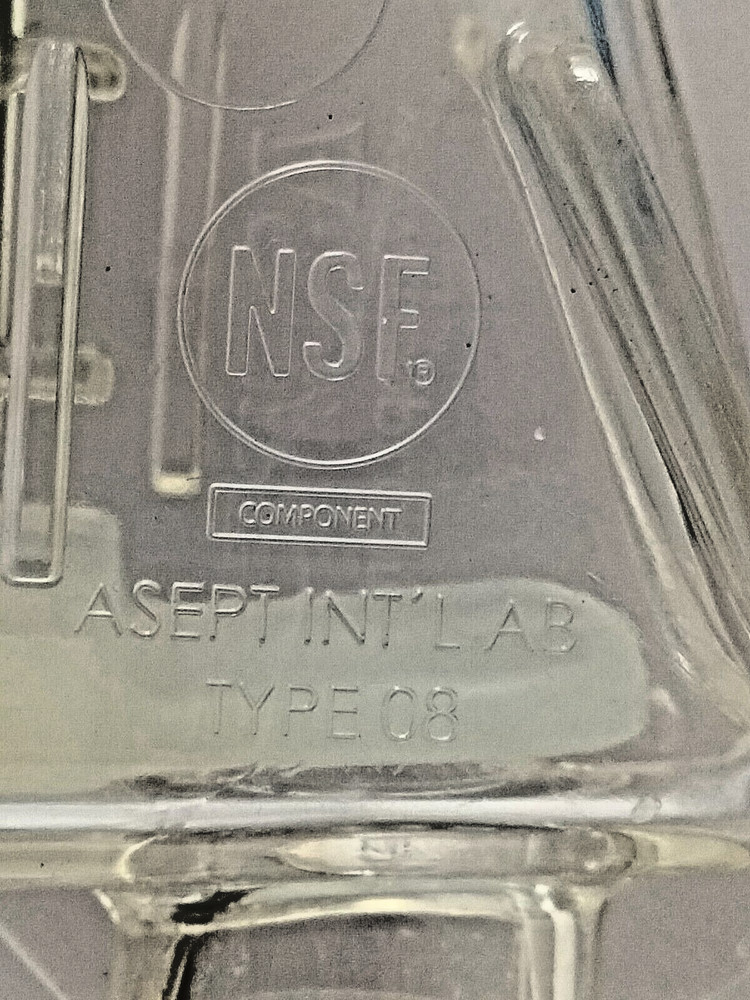 NSF®
COMPONENT
ASEPT INT'L AB
TYPE 08